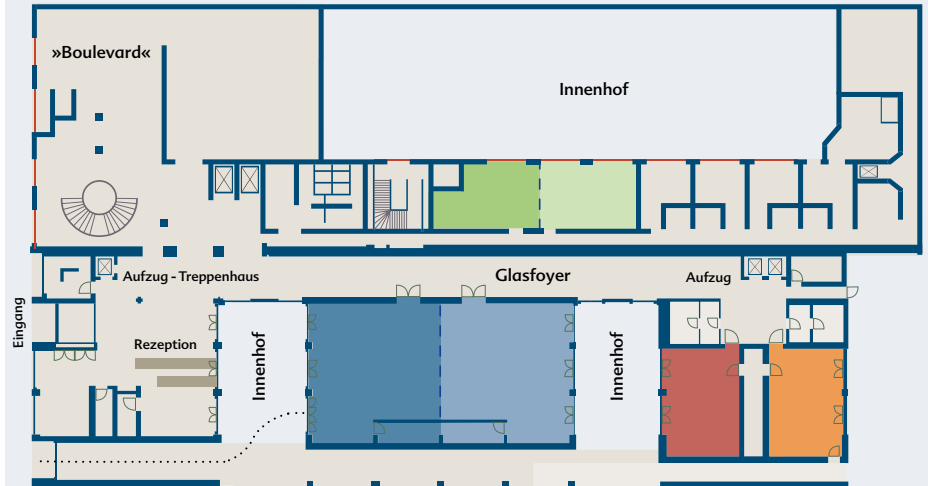 »Boulevard«
Innenhof
Aufzug - Treppenhaus
Glasfoyer
Aufzug
Eingang
Rezeption
Innenhof
Innenhof